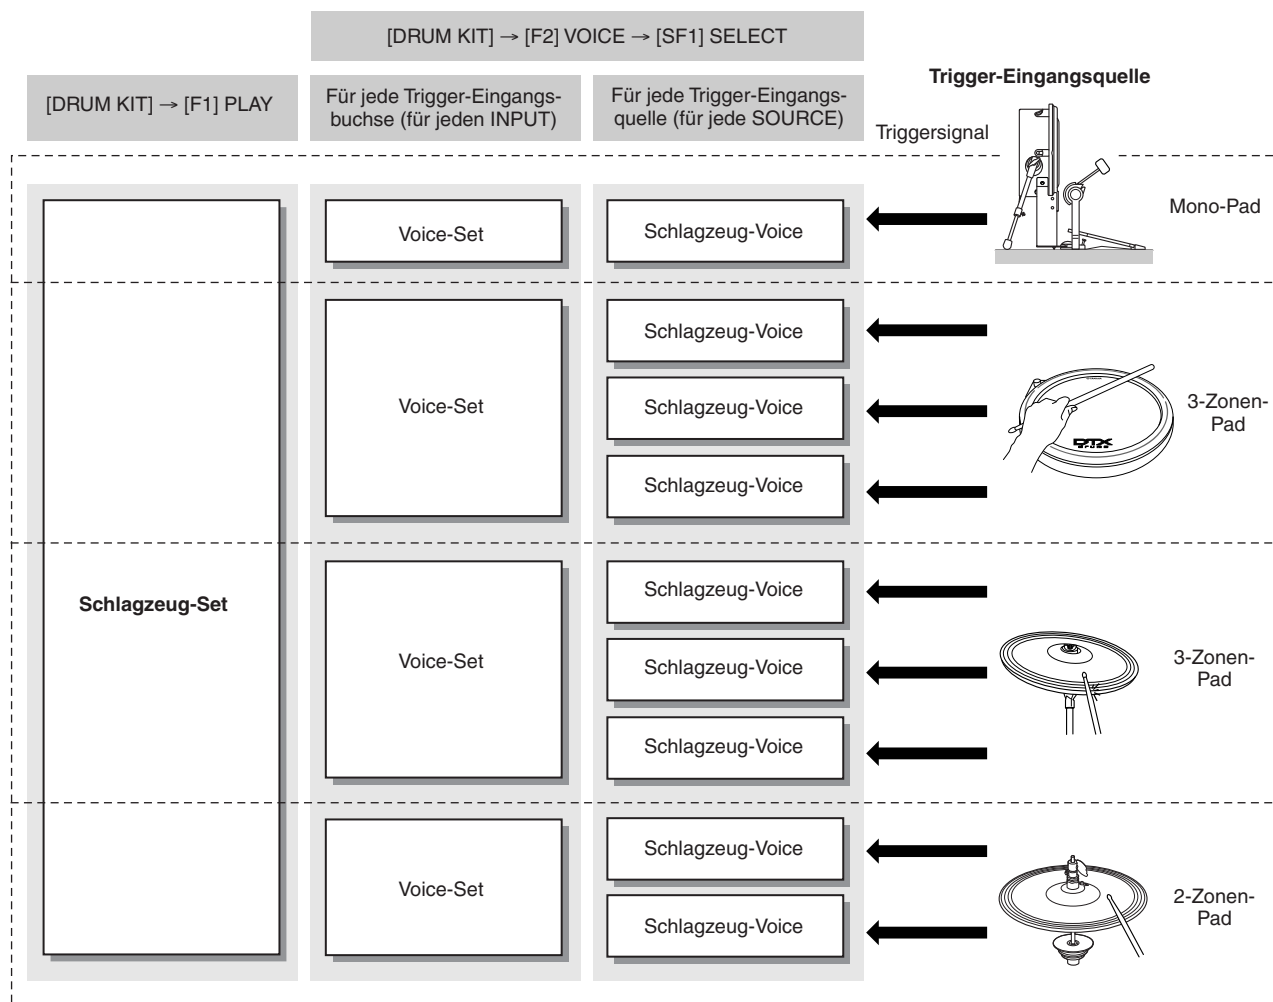 [DRUM KIT] → [F2] VOICE → [SF1] SELECT
[DRUM KIT] → [F1] PLAY
Für jede Trigger-Eingangs-
buchse (für jeden INPUT)
Für jede Trigger-Eingangs-
quelle (für jede SOURCE)
Trigger-Eingangsquelle
Triggersignal
Voice-Set
Schlagzeug-Voice
Mono-Pad
Schlagzeug-Voice
Voice-Set
Schlagzeug-Voice
Schlagzeug-Voice
DTX
3-Zonen-
Pad
Schlagzeug-Set
Schlagzeug-Voice
Voice-Set
Schlagzeug-Voice
Schlagzeug-Voice
3-Zonen-
Pad
Schlagzeug-Voice
Voice-Set
Schlagzeug-Voice
2-Zonen-
Pad